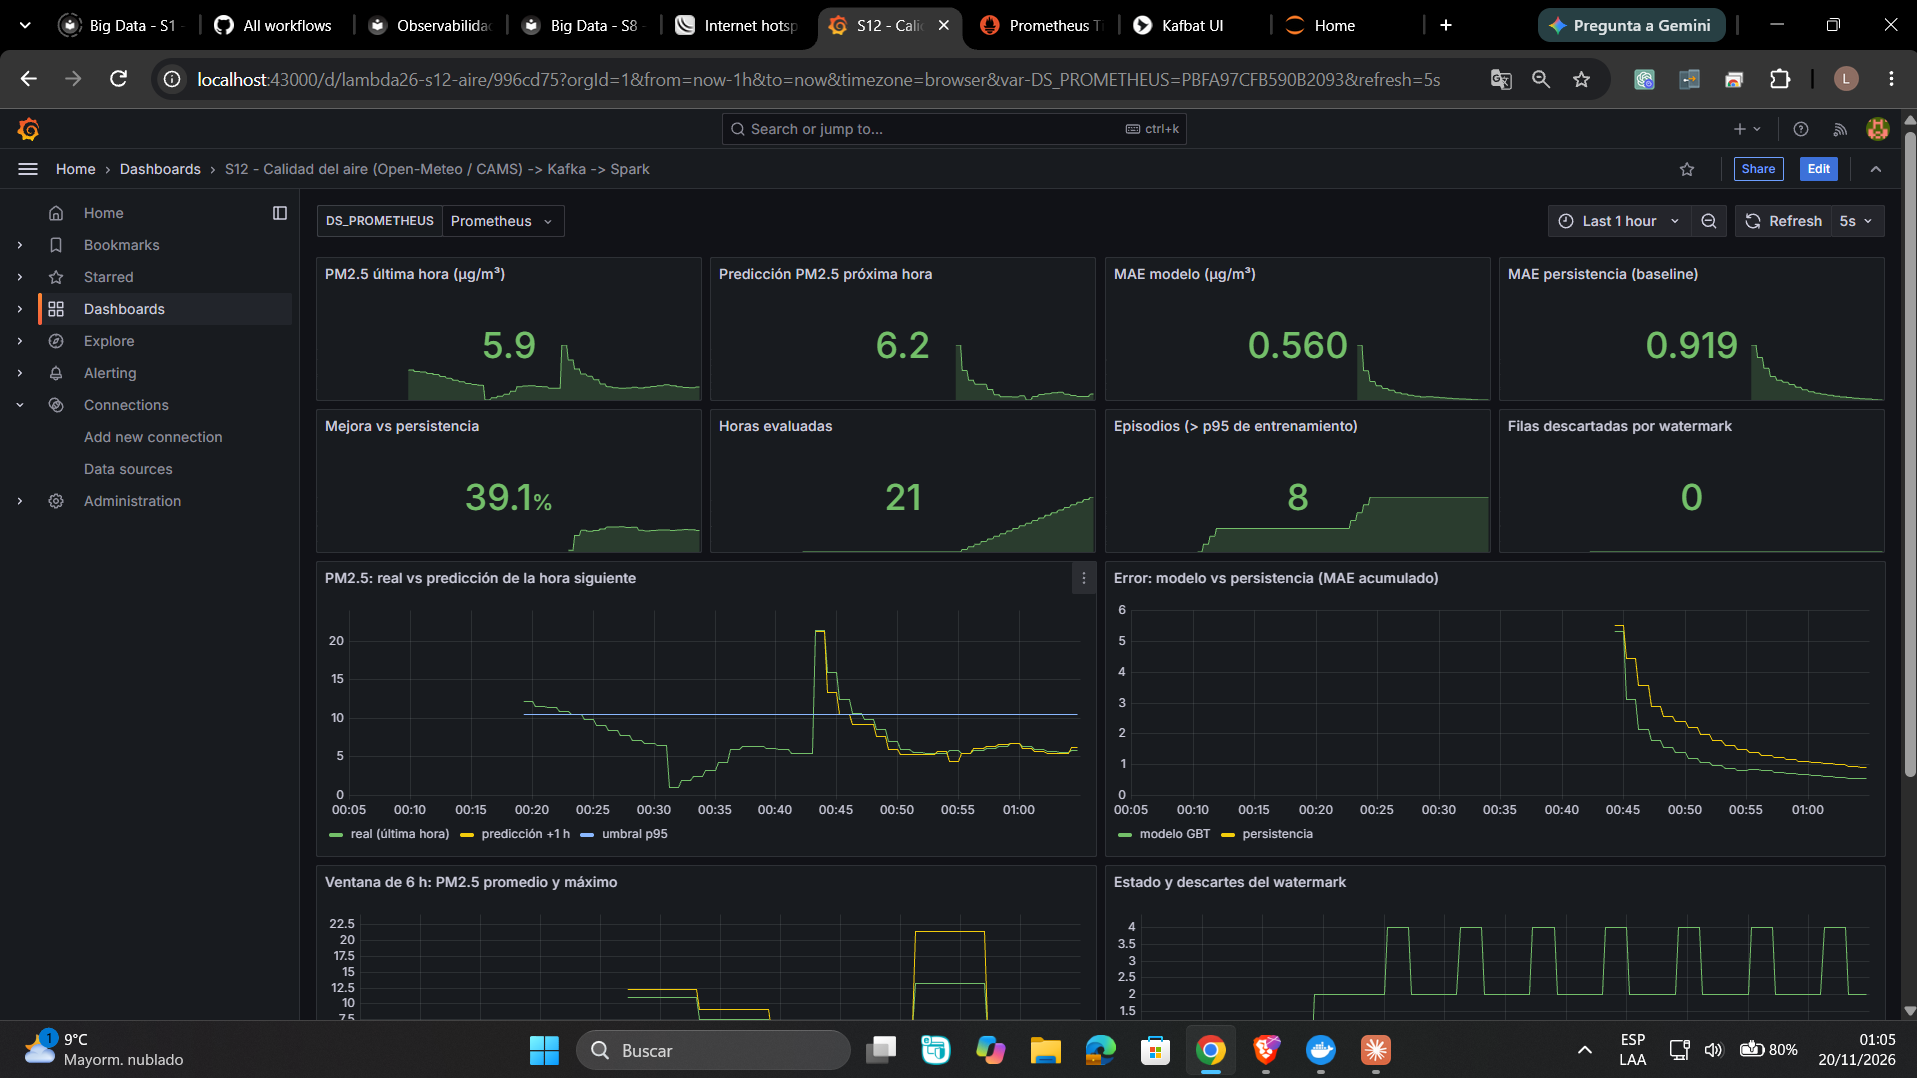 Big Data - S1
All workflows
Observabilidad
Big Data - S8
Internet hotsp
S12 - Cali
Prometheus Ti
Kafbat UI
Home
Pregunta a Gemini
localhost:43000/d/lambda26-s12-aire/996cd75?orgId=1&from=now-1h&to=now&timezone=browser&var-DS_PROMETHEUS=PBFA97CFB590B2093&refresh=5s
L
Search or jump to...
ctrl+k
Home › Dashboards › S12 - Calidad del aire (Open-Meteo / CAMS) -> Kafka -> Spark
Share
Edit
Home
Bookmarks
Starred
Dashboards
Explore
Alerting
Connections
Add new connection
Data sources
Administration
DS_PROMETHEUS
Prometheus
Last 1 hour
Refresh
5s
PM2.5 última hora (µg/m³)
5.9
Predicción PM2.5 próxima hora
6.2
MAE modelo (µg/m³)
0.560
MAE persistencia (baseline)
0.919
Mejora vs persistencia
39.1%
Horas evaluadas
21
Episodios (> p95 de entrenamiento)
8
Filas descartadas por watermark
0
PM2.5: real vs predicción de la hora siguiente
20
15
10
5
0
00:05 00:10 00:15 00:20 00:25 00:30 00:35 00:40 00:45 00:50 00:55 01:00
real (última hora) predicción +1 h umbral p95
Error: modelo vs persistencia (MAE acumulado)
6
5
4
3
2
1
0
00:05 00:10 00:15 00:20 00:25 00:30 00:35 00:40 00:45 00:50 00:55 01:00
modelo GBT persistencia
Ventana de 6 h: PM2.5 promedio y máximo
22.5
20
17.5
15
12.5
10
7.5
Estado y descartes del watermark
4
3.5
3
2.5
2
1.5
1
9°C
Mayorm. nublado
Buscar
ESP
LAA
80%
01:05
20/11/2026